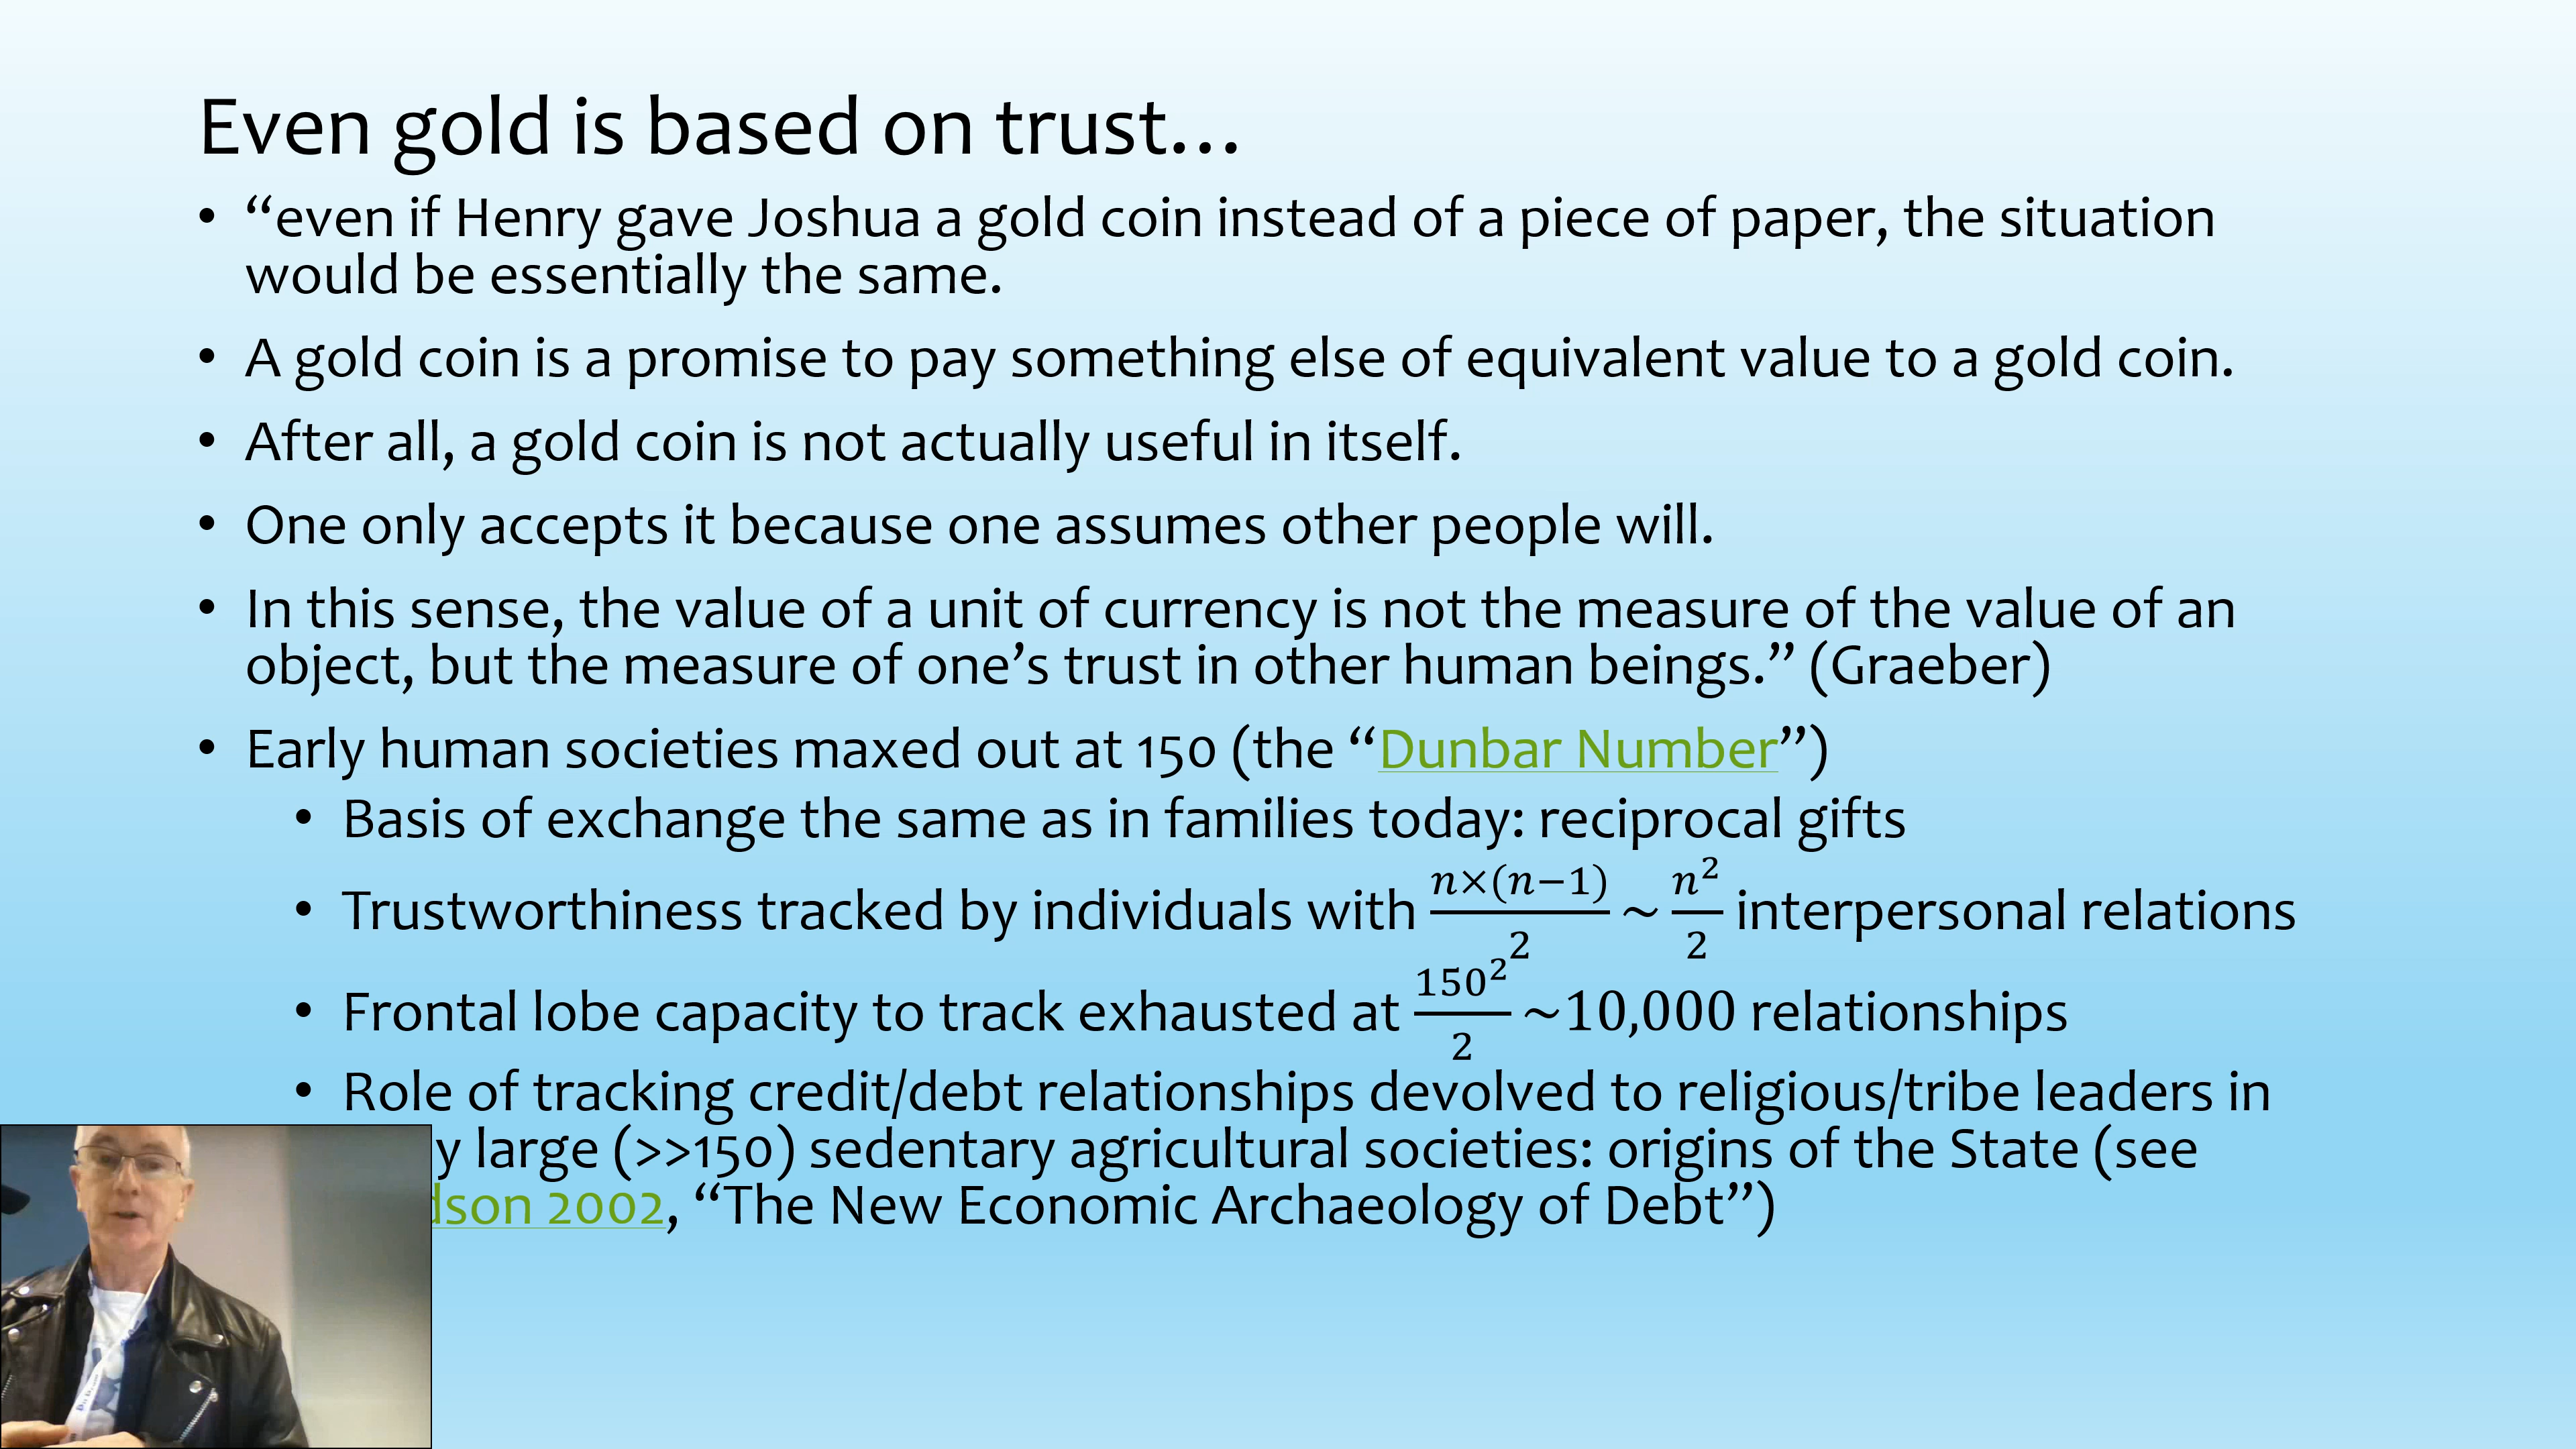 Even gold is based on trust…
• “even if Henry gave Joshua a gold coin instead of a piece of paper, the situation
would be essentially the same.
• A gold coin is a promise to pay something else of equivalent value to a gold coin.
• After all, a gold coin is not actually useful in itself.
• One only accepts it because one assumes other people will.
• In this sense, the value of a unit of currency is not the measure of the value of an
object, but the measure of one’s trust in other human beings.” (Graeber)
• Early human societies maxed out at 150 (the “Dunbar Number”)
• Basis of exchange the same as in families today: reciprocal gifts
• Trustworthiness tracked by individuals with n×(n−1)/2 ~ n²/2 interpersonal relations
• Frontal lobe capacity to track exhausted at 150²/2 ~10,000 relationships
• Role of tracking credit/debt relationships devolved to religious/tribe leaders in
y large (>>150) sedentary agricultural societies: origins of the State (see
dson 2002, “The New Economic Archaeology of Debt”)